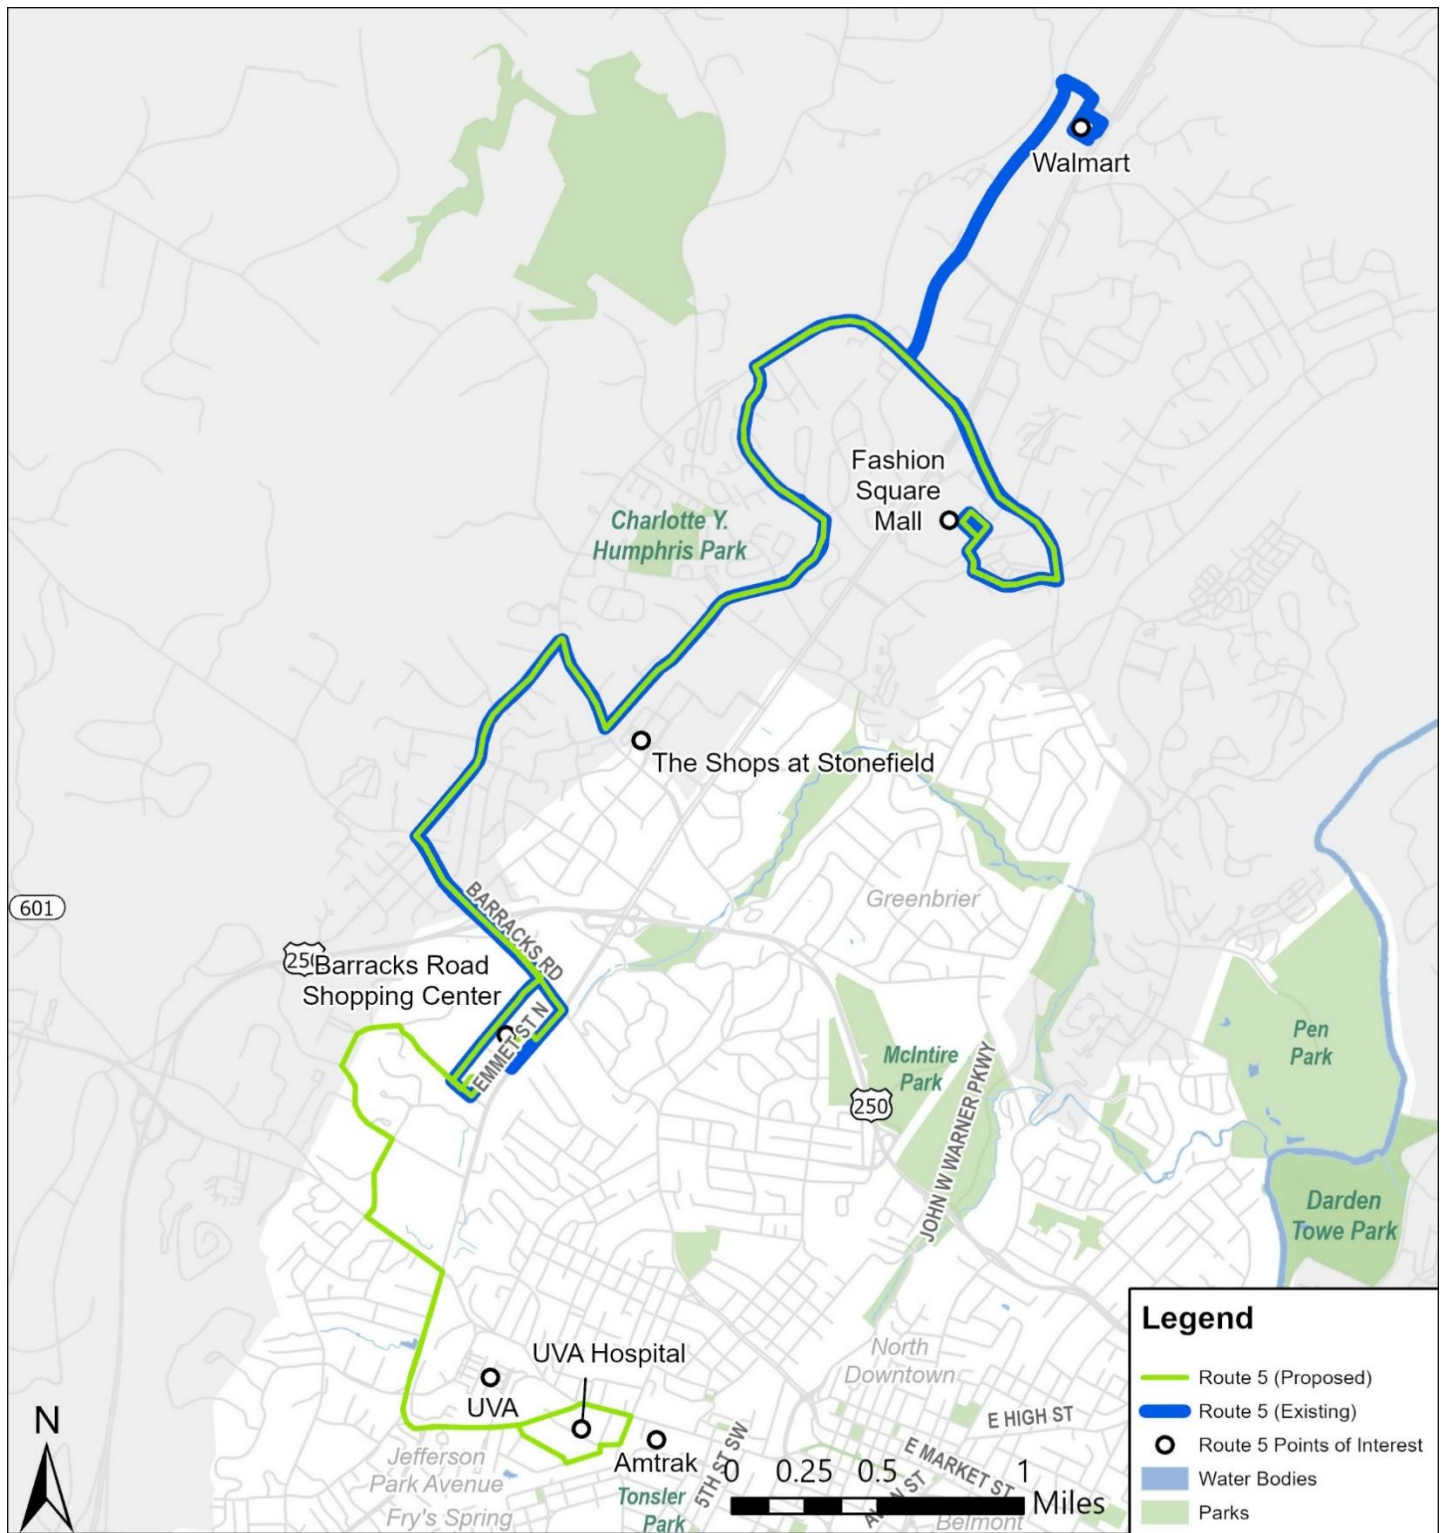 Walmart
Fashion
Square
Mall
Charlotte Y.
Humphris Park
The Shops at Stonefield
Greenbrier
601
250
BARRACKS RD
Barracks Road
Shopping Center
EMMET ST N
McIntire
Park
Pen
Park
250
JOHN W WARNER PKWY
Darden
Towe Park
UVA Hospital
North
Downtown
UVA
N
E HIGH ST
Jefferson
Park Avenue
Amtrak
5TH ST SW
E MARKET ST
0 0.25 0.5 1
Miles
Tonsler
Park
Fry's Spring
Belmont
Legend
Route 5 (Proposed)
Route 5 (Existing)
Route 5 Points of Interest
Water Bodies
Parks